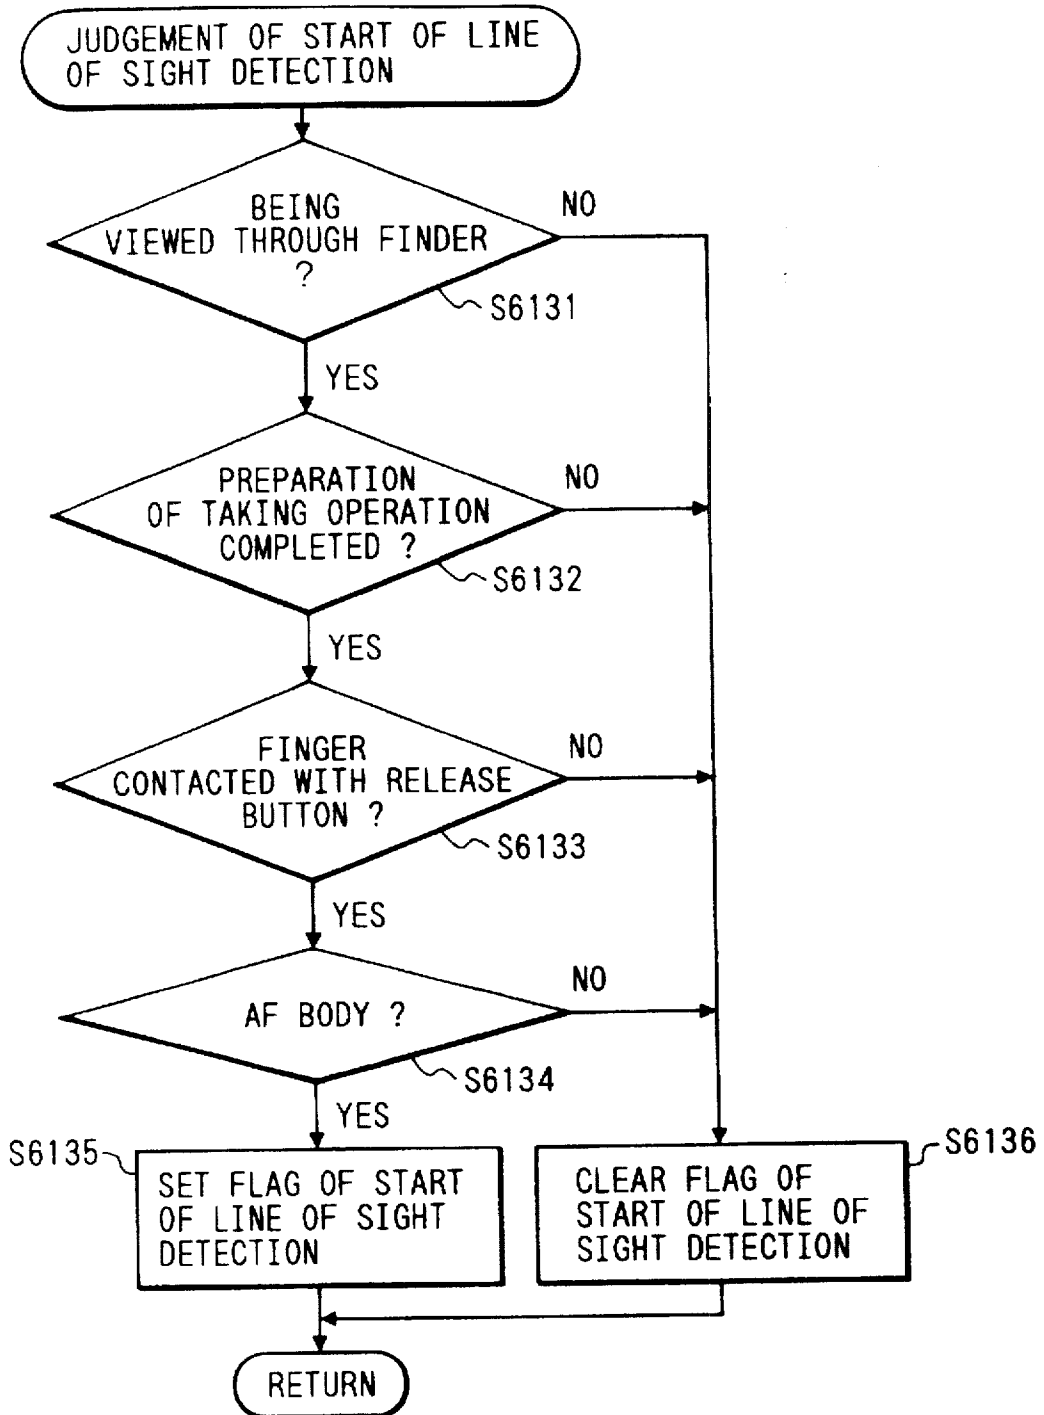 JUDGEMENT OF START OF LINE
OF SIGHT DETECTION
BEING
VIEWED THROUGH FINDER
?
NO
S6131
YES
PREPARATION
OF TAKING OPERATION
COMPLETED ?
NO
S6132
YES
FINGER
CONTACTED WITH RELEASE
BUTTON ?
NO
S6133
YES
AF BODY ?
NO
S6134
YES
S6135
SET FLAG OF START
OF LINE OF SIGHT
DETECTION
S6136
CLEAR FLAG OF
START OF LINE OF
SIGHT DETECTION
RETURN